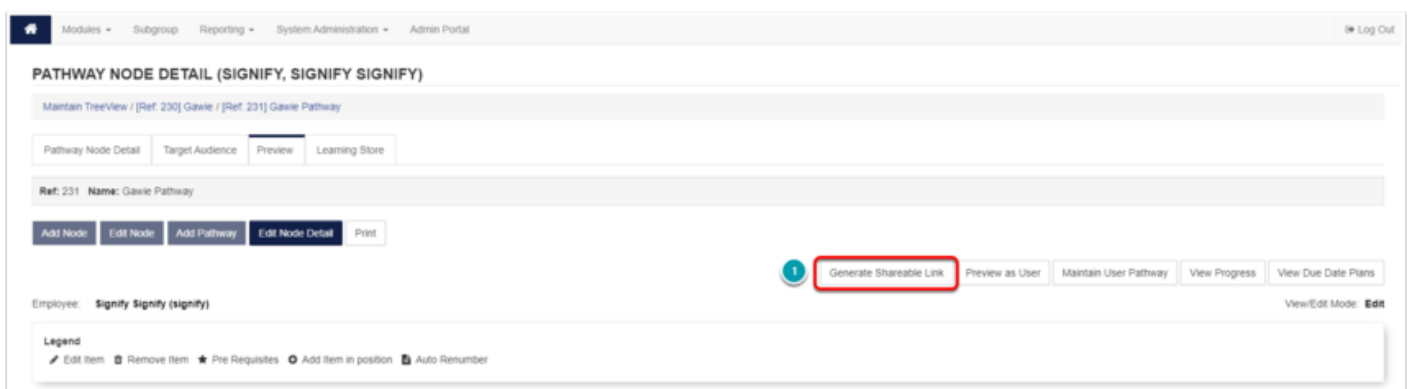 Modules Subgroup Reporting System Administration Admin Portal Log Out
PATHWAY NODE DETAIL (SIGNIFY, SIGNIFY SIGNIFY)
Maintain TreeView / [Ref: 230] Gawie / [Ref: 231] Gawie Pathway
Pathway Node Detail Target Audience Preview Learning Store
Ref: 231 Name: Gawie Pathway
Add Node Edit Node Add Pathway Edit Node Detail Print
1 Generate Shareable Link Preview as User Maintain User Pathway View Progress View Due Date Plans
Employee: Signify Signify (signify) View/Edit Mode: Edit
Legend
Edit Item Remove Item Pre Requisites Add Item in position Auto Renumber